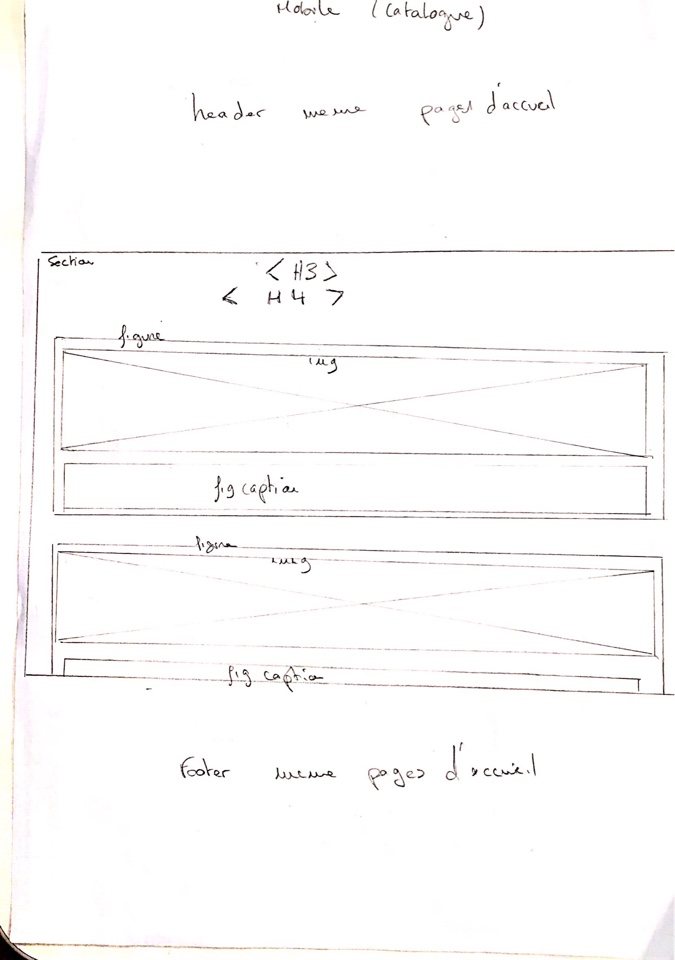 Mobile (catalogue)
header meme pages d'accueil
Section
<H3>
< H4 >
figure
img
fig caption
figure
img
fig caption
Footer meme pages d'accueil